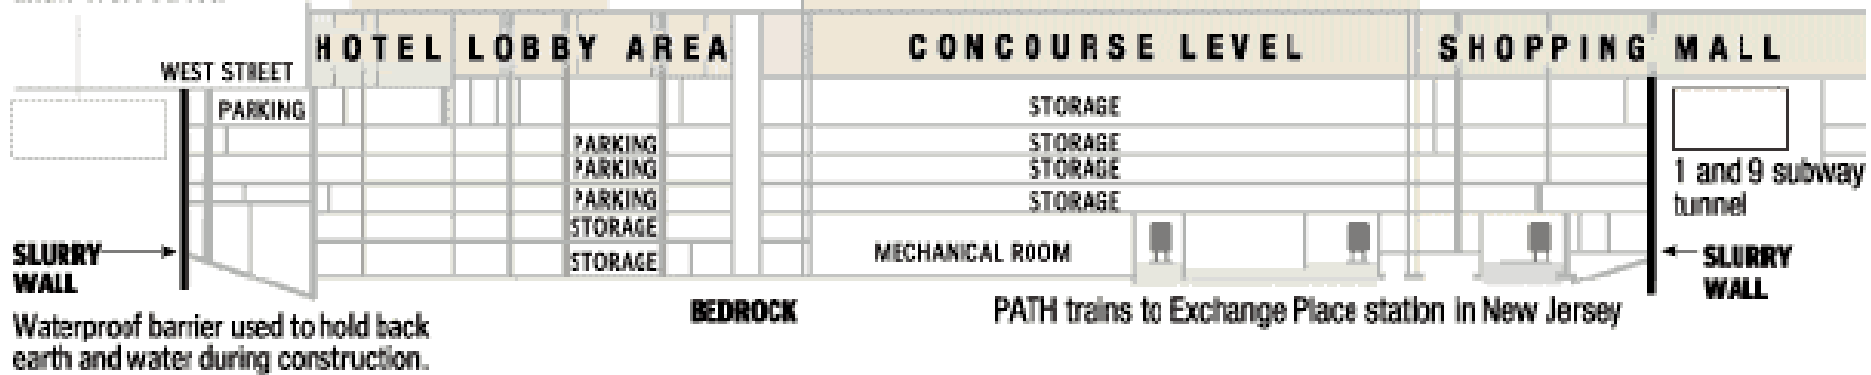 HOTEL LOBBY AREA
CONCOURSE LEVEL
SHOPPING MALL
WEST STREET
PARKING
STORAGE
PARKING
STORAGE
PARKING
STORAGE
PARKING
STORAGE
STORAGE
STORAGE
MECHANICAL ROOM
1 and 9 subway
tunnel
SLURRY
WALL
SLURRY
WALL
BEDROCK
PATH trains to Exchange Place station in New Jersey
Waterproof barrier used to hold back
earth and water during construction.